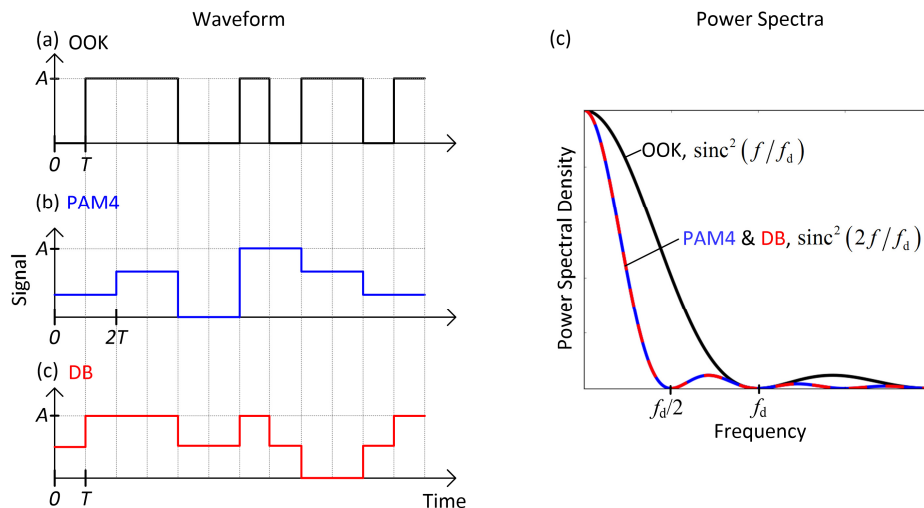 Waveform
(a) OOK
A
0
T
(b) PAM4
A
Signal
0
2T
(c) DB
A
0
T
Time
Power Spectra
(c)
Power Spectral Density
OOK, sinc² (f/f_d)
PAM4 & DB, sinc² (2f/f_d)
f_d/2
f_d
Frequency